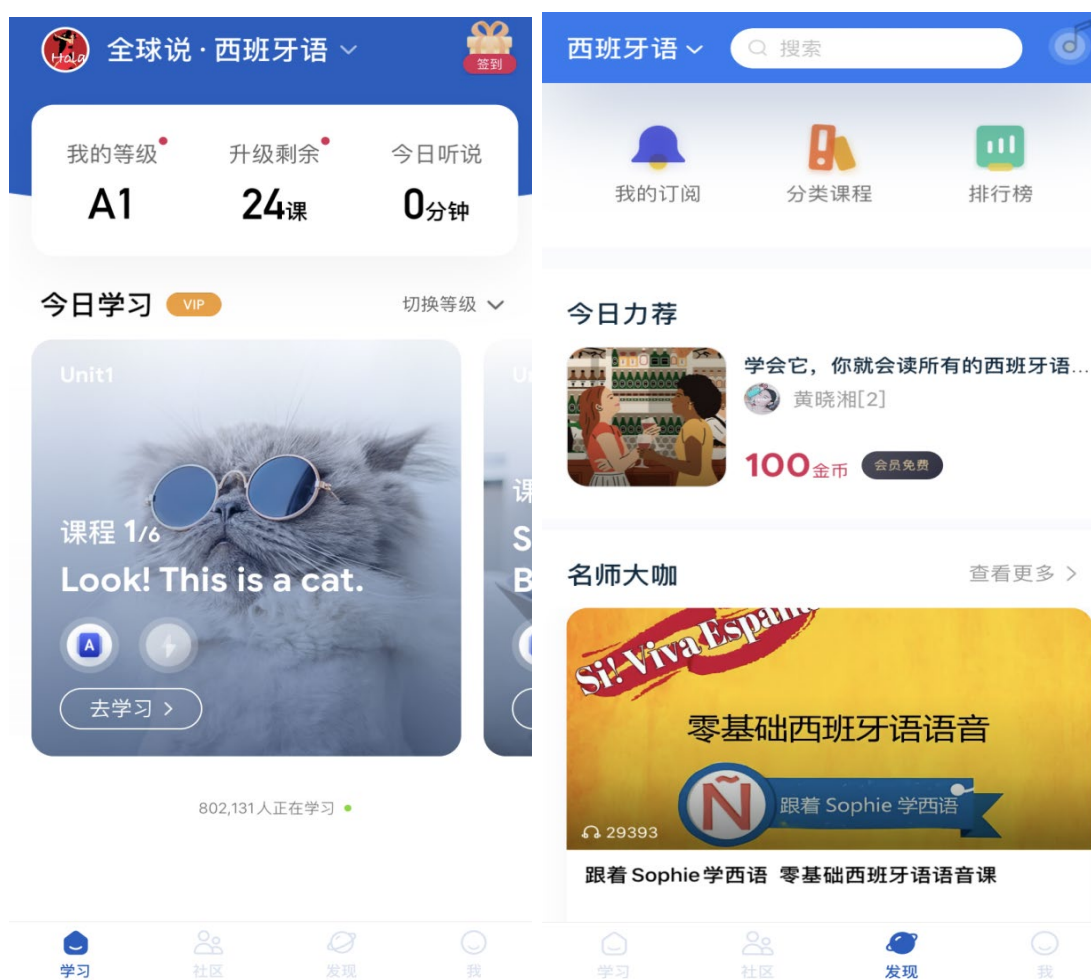 Hola
全球说·西班牙语
签到
我的等级
升级剩余
今日听说
A1
24课
0分钟
今日学习 VIP
切换等级
Unit1
课程 1/6
Look! This is a cat.
A
去学习 >
课
S
B
802,131人正在学习
学习
社区
发现
我
西班牙语
搜索
我的订阅
分类课程
排行榜
今日力荐
学会它，你就会读所有的西班牙语...
黄晓湘[2]
100金币 会员免费
名师大咖
查看更多 >
Si! Viva Espan
零基础西班牙语语音
Ñ
跟着 Sophie 学西语
29393
跟着 Sophie 学西语 零基础西班牙语语音课
学习
社区
发现
我